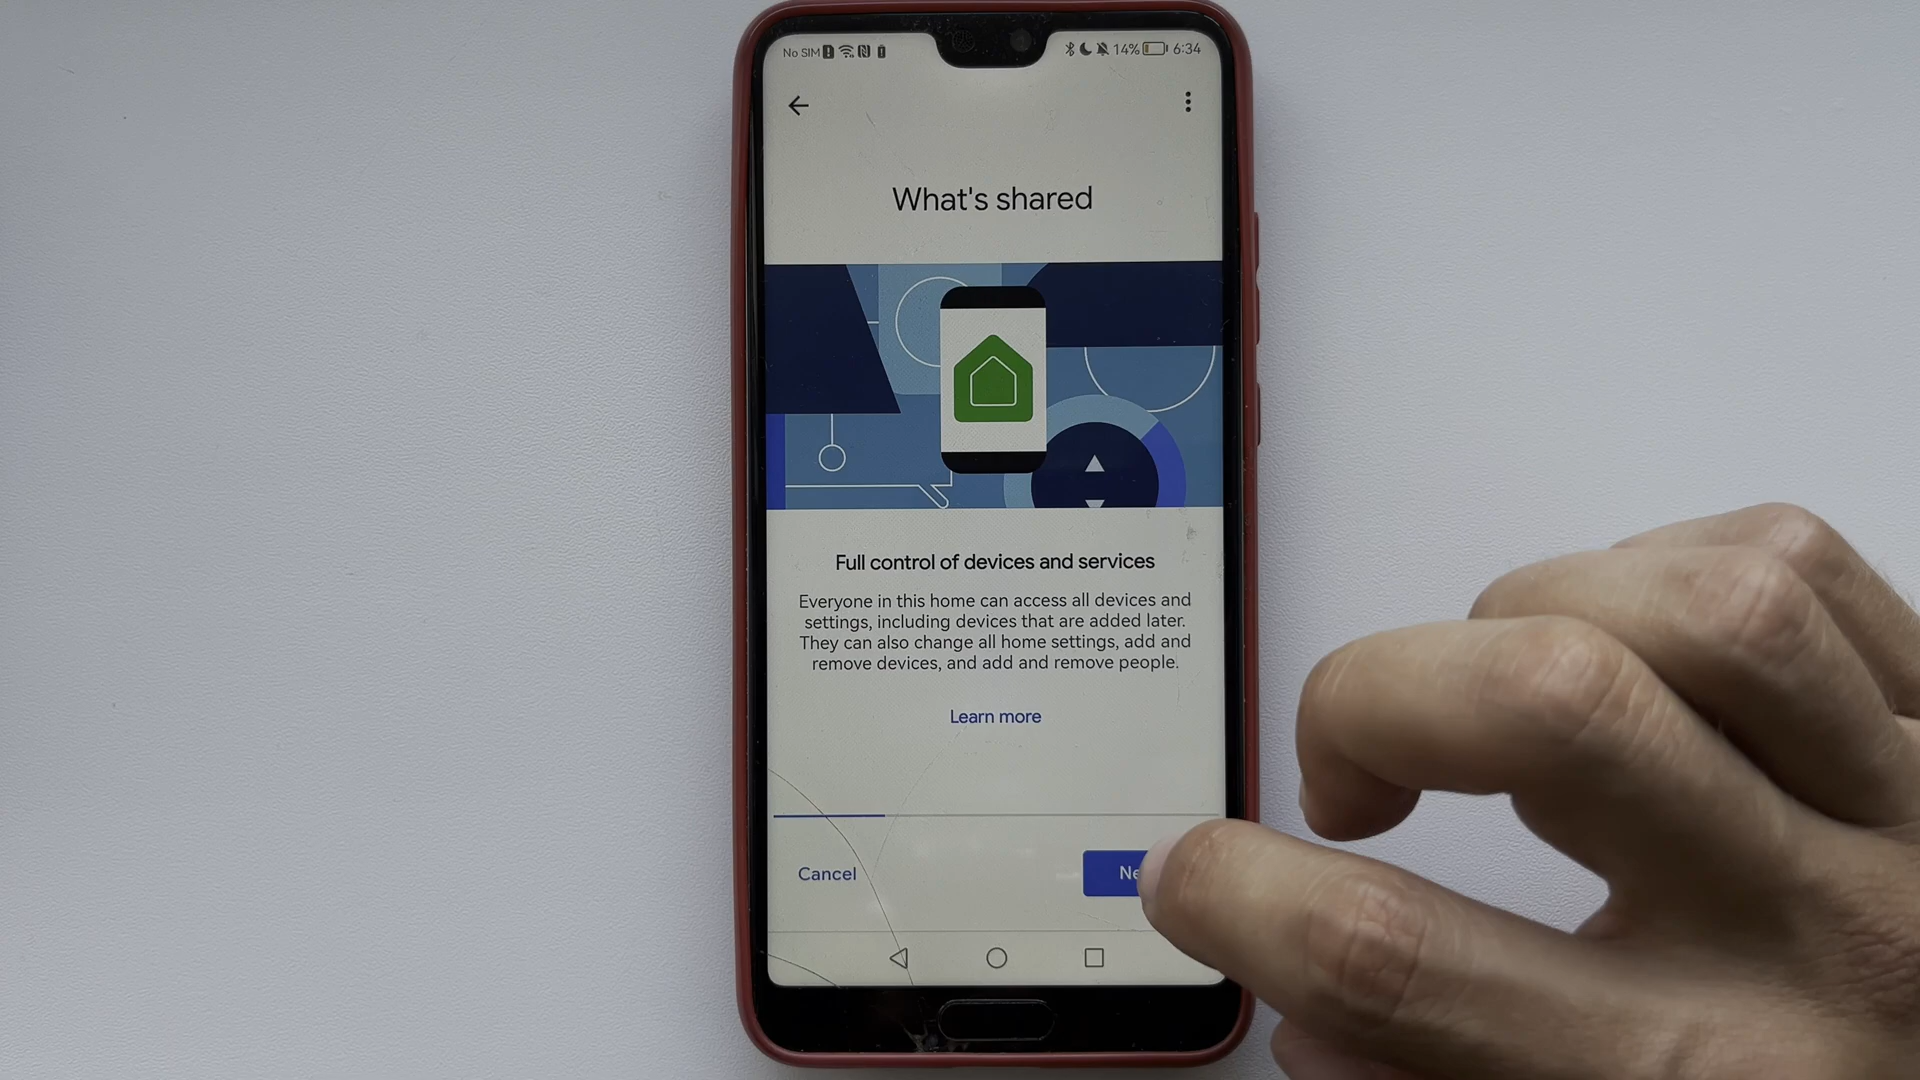 No SIM 14% 6:34
What's shared
Full control of devices and services
Everyone in this home can access all devices and
settings, including devices that are added later.
They can also change all home settings, add and
remove devices, and add and remove people.
Learn more
Cancel